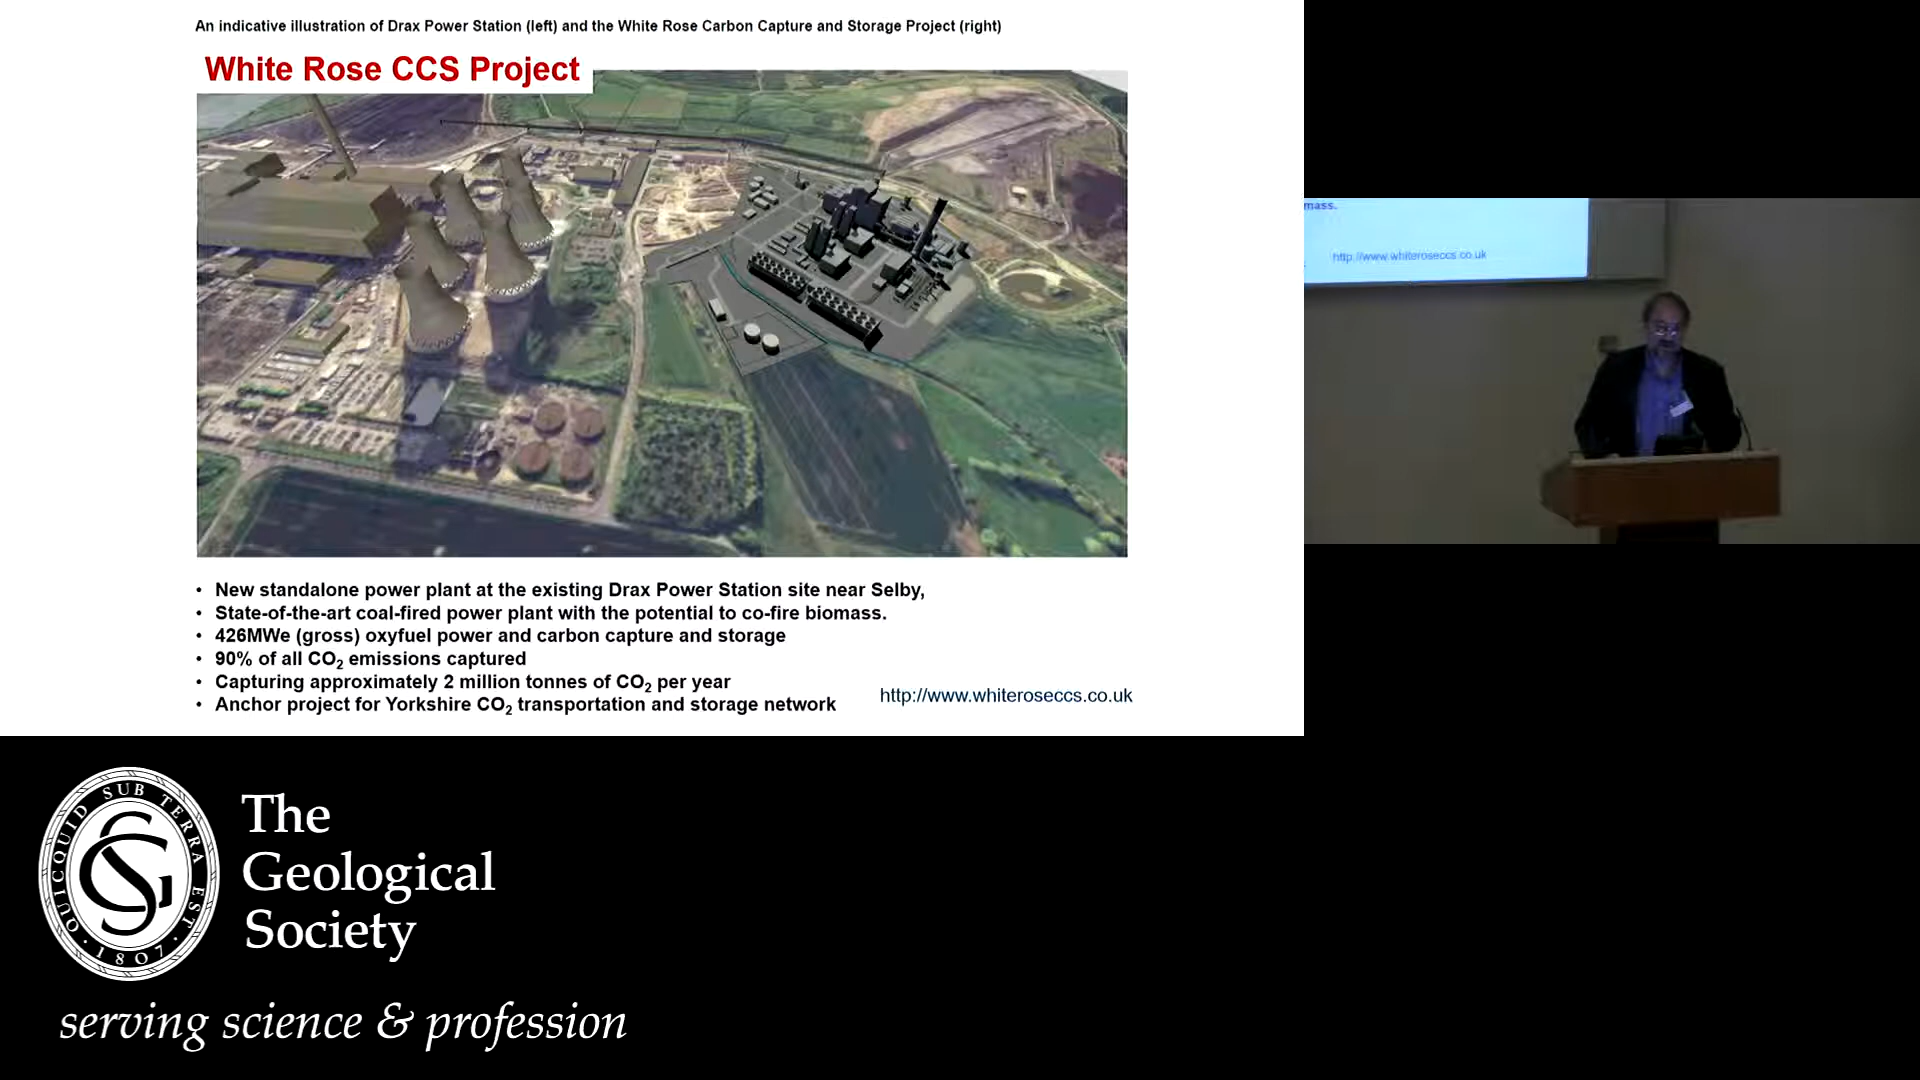 An indicative illustration of Drax Power Station (left) and the White Rose Carbon Capture and Storage Project (right)
White Rose CCS Project
• New standalone power plant at the existing Drax Power Station site near Selby,
• State-of-the-art coal-fired power plant with the potential to co-fire biomass.
• 426MWe (gross) oxyfuel power and carbon capture and storage
• 90% of all CO₂ emissions captured
• Capturing approximately 2 million tonnes of CO₂ per year
• Anchor project for Yorkshire CO₂ transportation and storage network
http://www.whiteroseccs.co.uk
mass.
http://www.whiteroseccs.co.uk
QUICQUID SUB TERRA EST
· 1807 ·
The
Geological
Society
serving science & profession